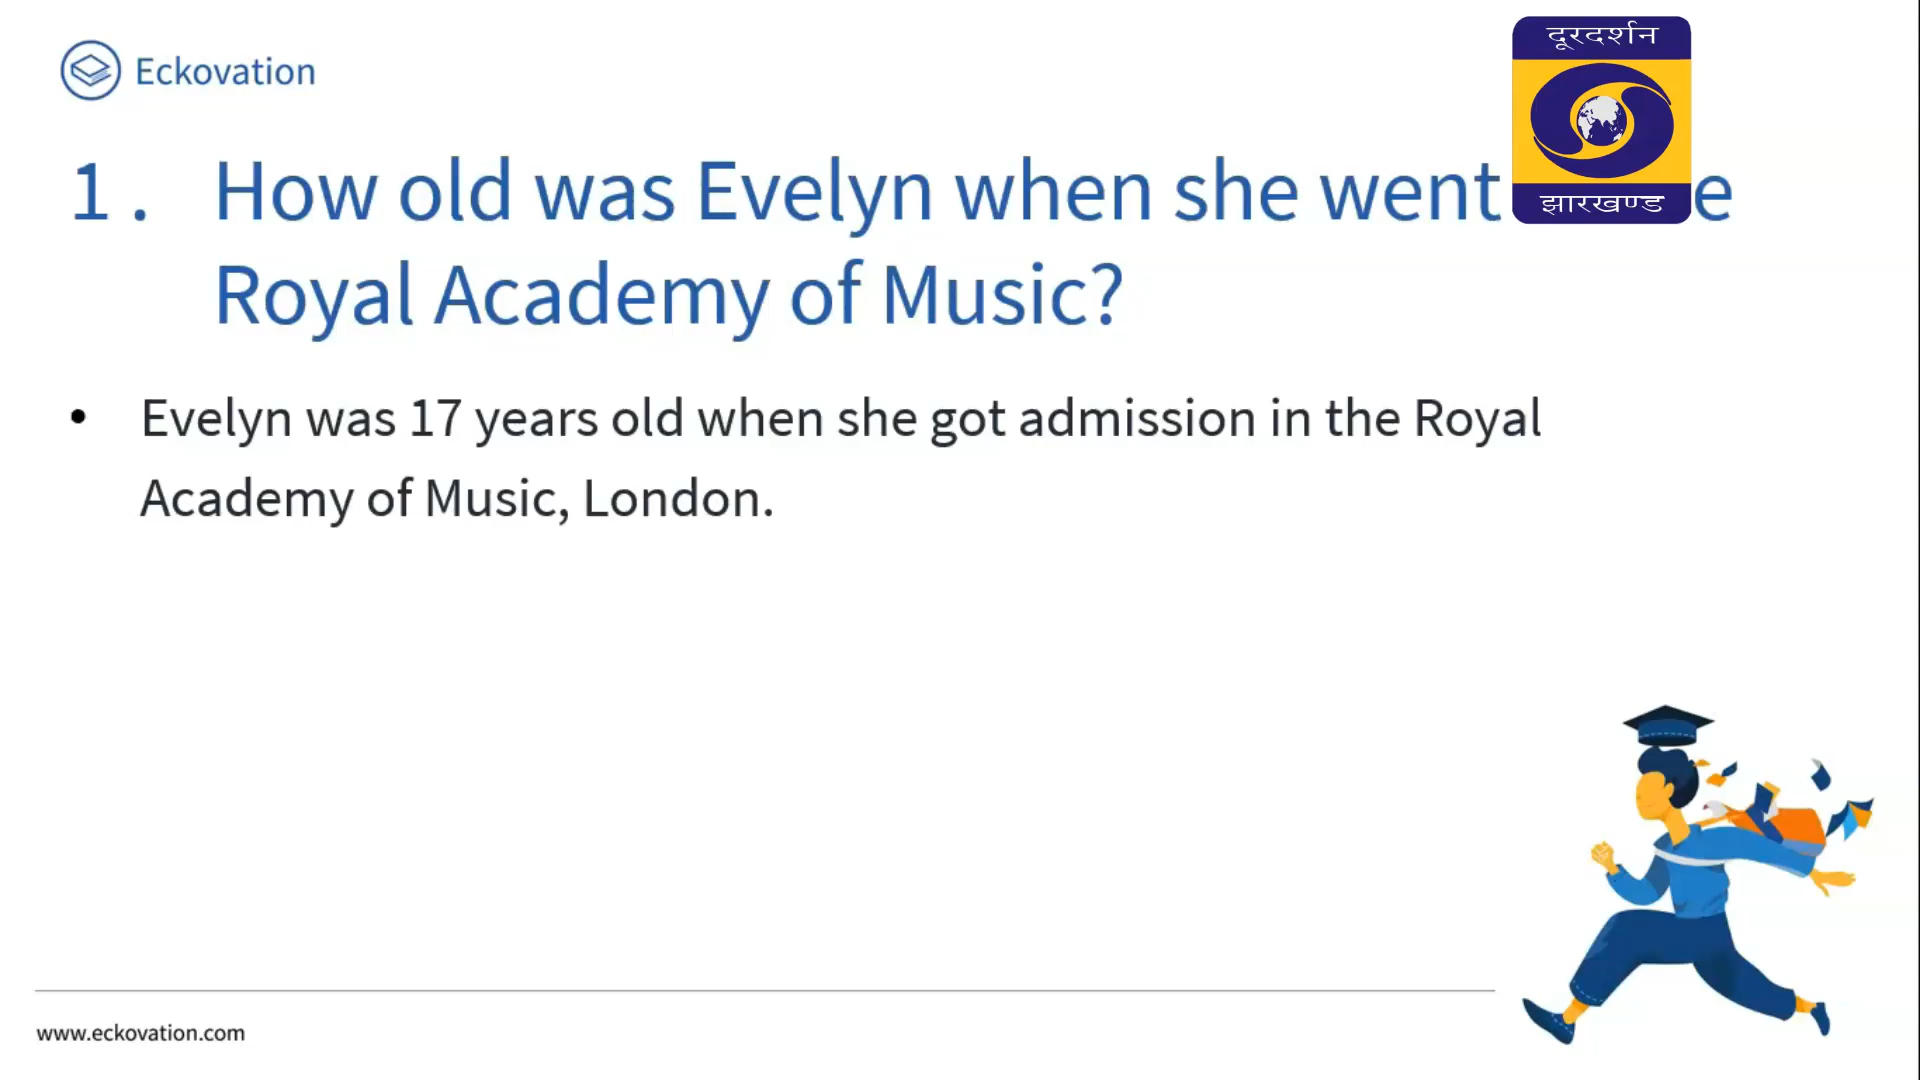 Eckovation
दूरदर्शन
झारखण्ड
1. How old was Evelyn when she went
Royal Academy of Music?
• Evelyn was 17 years old when she got admission in the Royal
Academy of Music, London.
www.eckovation.com